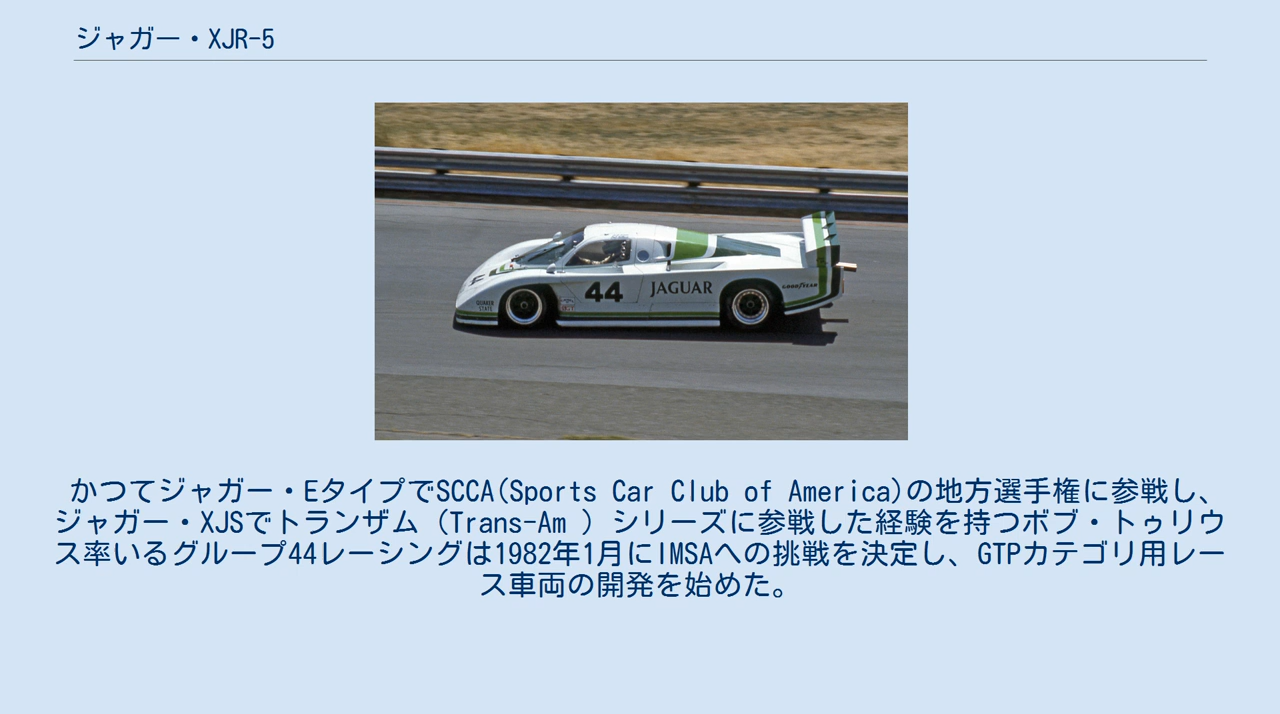 ジャガー・XJR-5
44
JAGUAR
GOODYEAR
QUAKER
STATE
かつてジャガー・EタイプでSCCA(Sports Car Club of America)の地方選手権に参戦し、
ジャガー・XJSでトランザム (Trans-Am ) シリーズに参戦した経験を持つボブ・トゥリウ
ス率いるグループ44レーシングは1982年1月にIMSAへの挑戦を決定し、GTPカテゴリ用レー
ス車両の開発を始めた。